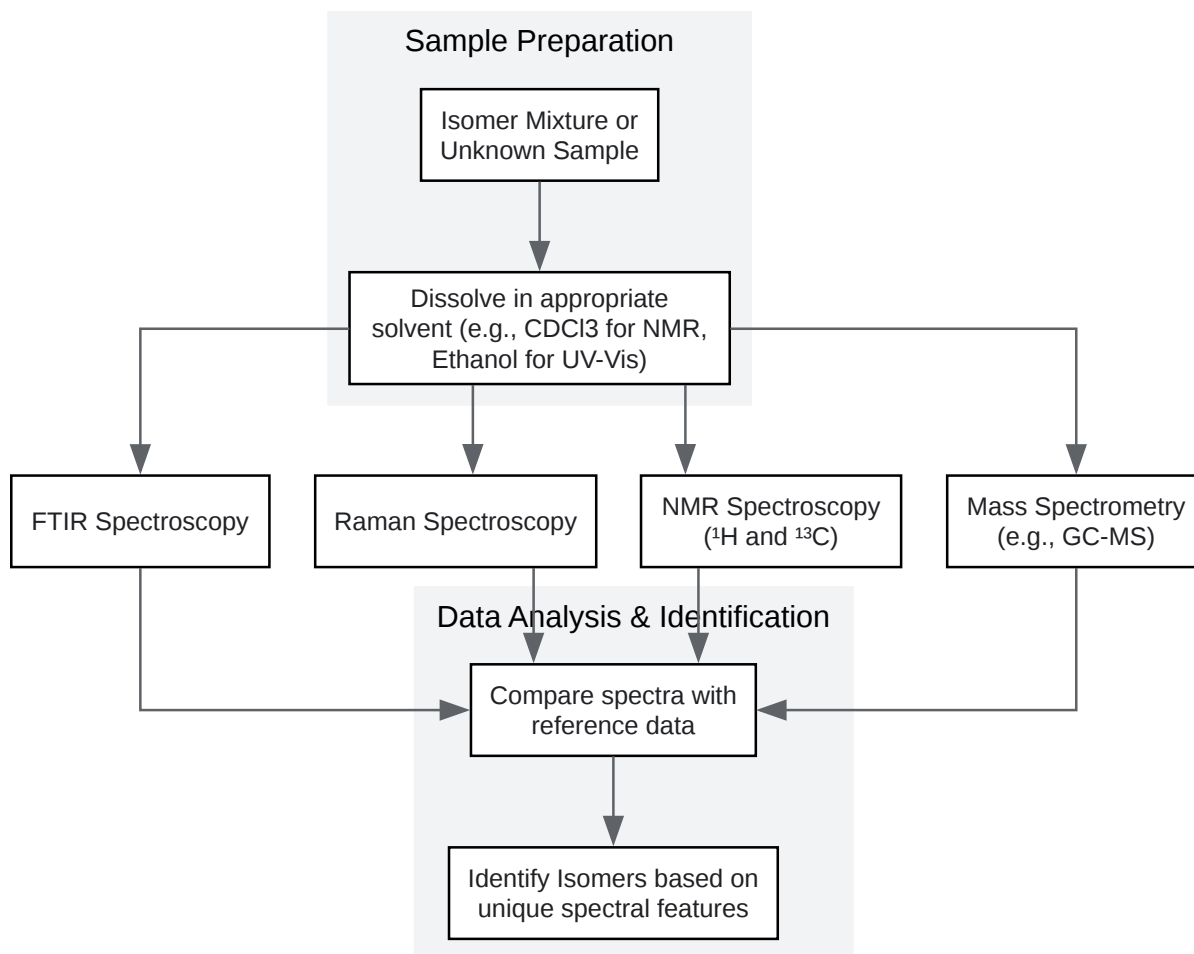 Sample Preparation
Isomer Mixture or
Unknown Sample
Dissolve in appropriate
solvent (e.g., CDCl3 for NMR,
Ethanol for UV-Vis)
FTIR Spectroscopy
Raman Spectroscopy
NMR Spectroscopy
(¹H and ¹³C)
Mass Spectrometry
(e.g., GC-MS)
Data Analysis & Identification
Compare spectra with
reference data
Identify Isomers based on
unique spectral features